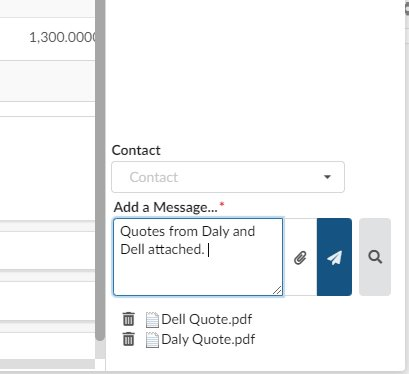 1,300.0000
Contact
Contact
Add a Message...*
Quotes from Daly and
Dell attached.
Dell Quote.pdf
Daly Quote.pdf